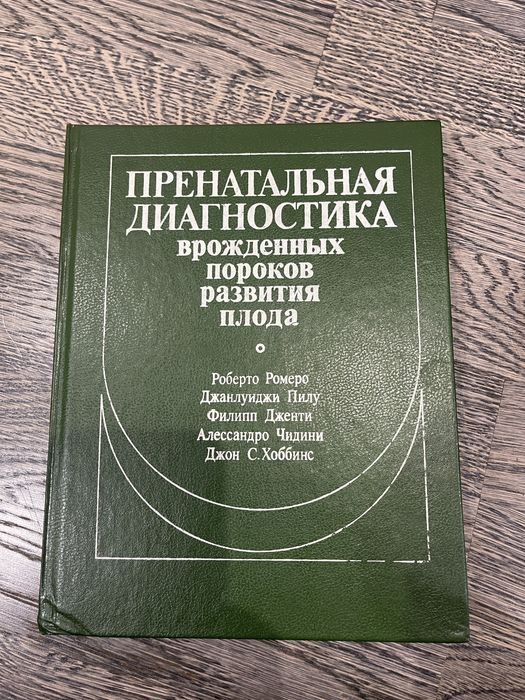 ПРЕНАТАЛЬНАЯ
ДИАГНОСТИКА
врожденных
пороков
развития
плода
Роберто Ромеро
Джанлуиджи Пилу
Филипп Дженти
Алессандро Чидини
Джон С. Хоббинс